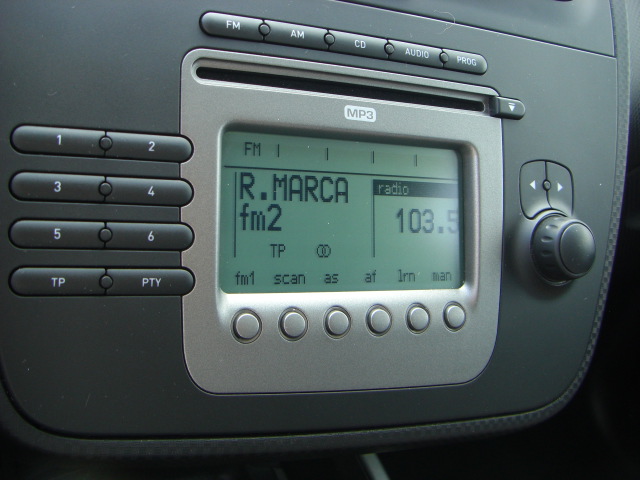 FM AM CD AUDIO PROG
MP3
1 2
3 4
5 6
TP PTY
FM
R.MARCA radio
fm2 103.5
TP
fm1 scan as af lrn man